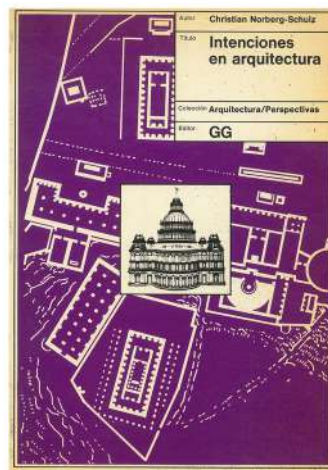 Autor Christian Norberg-Schulz
Título Intenciones
en arquitectura
Colección Arquitectura/Perspectivas
Editor GG